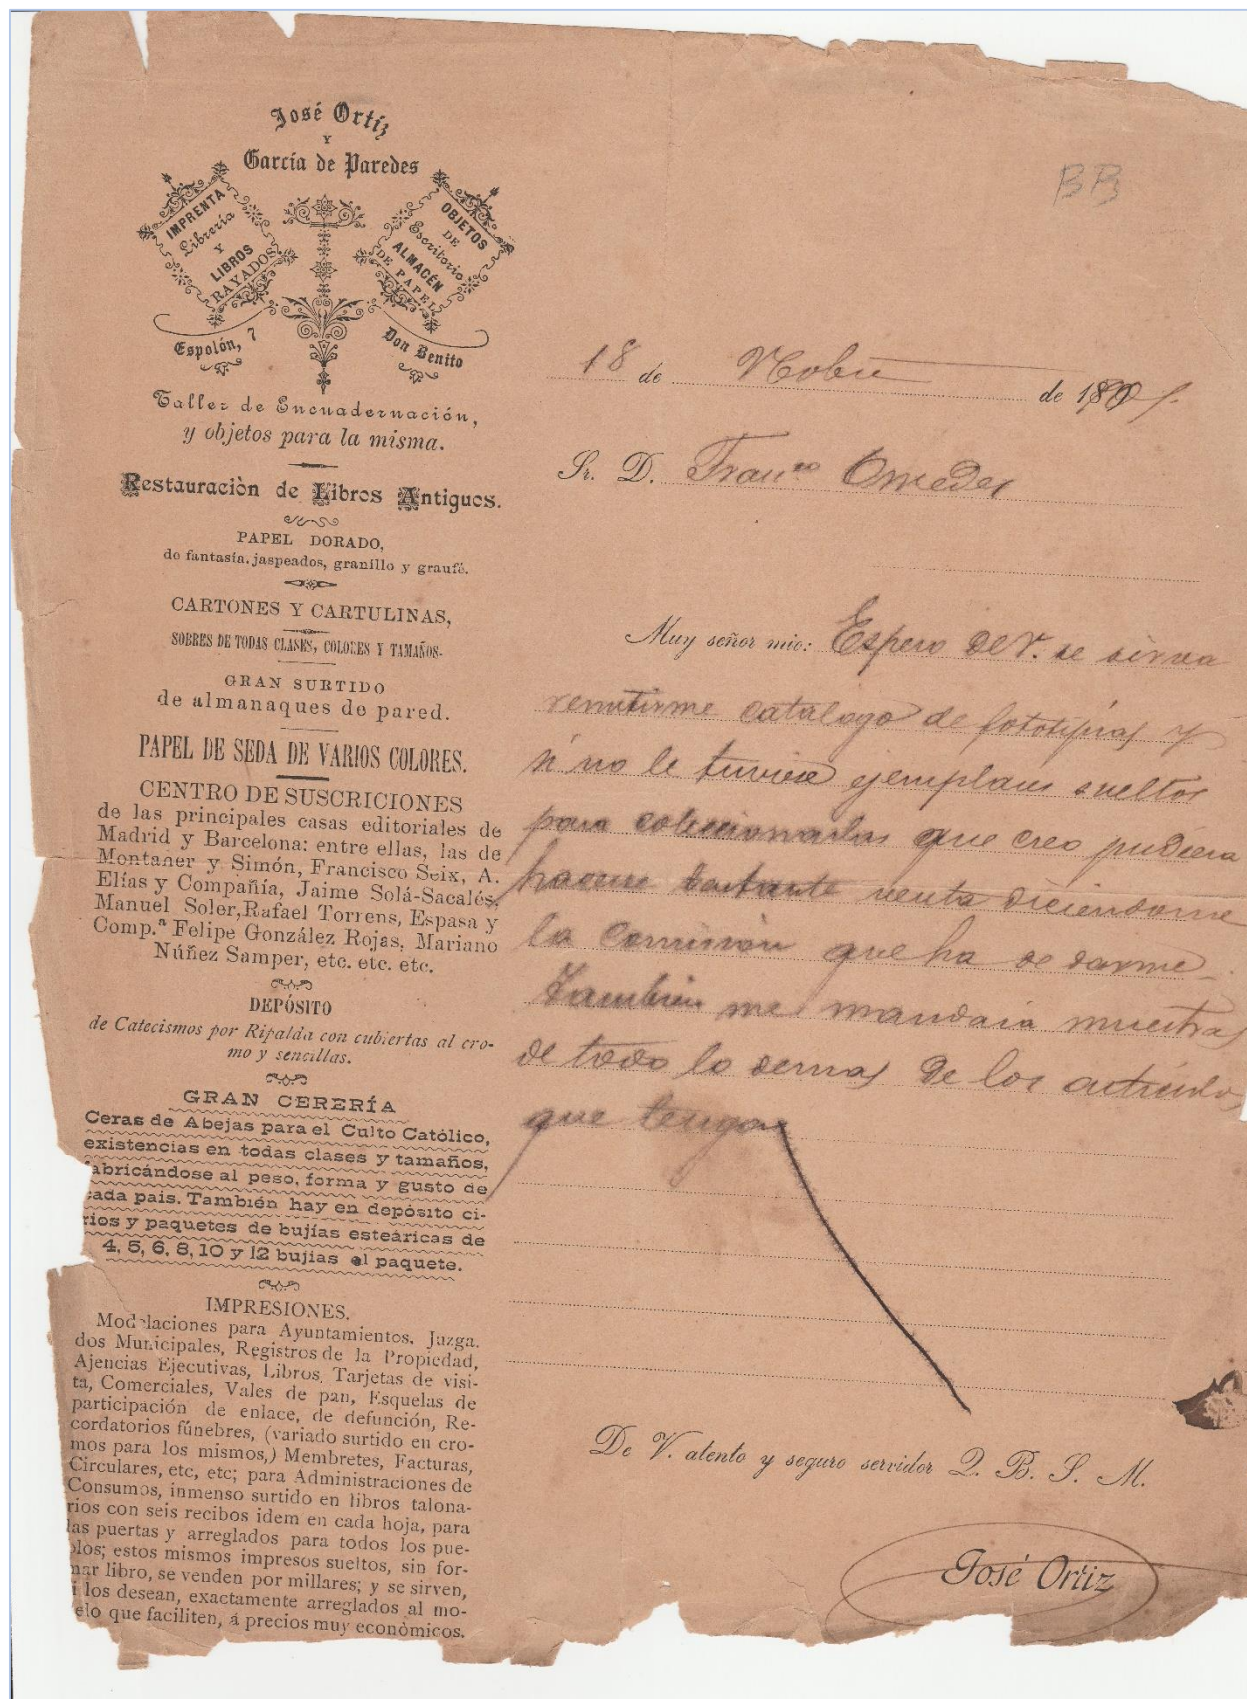 José Ortíz
Y
García de Paredes
IMPRENTA
Librería
Y
LIBROS
RAYADOS
OBJETOS
DE
Escritorio
ALMACÉN
DE PAPEL
Espolón, 7
Don Benito
Taller de Encuadernación,
y objetos para la misma.
Restauraciòn de Libros Antiguos.
PAPEL DORADO,
de fantasía, jaspeados, granillo y graufé.
CARTONES Y CARTULINAS,
SOBRES DE TODAS CLASES, COLORES Y TAMAÑOS.
GRAN SURTIDO
de almanaques de pared.
PAPEL DE SEDA DE VARIOS COLORES.
CENTRO DE SUSCRICIONES
de las principales casas editoriales de
Madrid y Barcelona: entre ellas, las de
Montaner y Simón, Francisco Seix, A.
Elías y Compañía, Jaime Solá-Sacalés,
Manuel Soler, Rafael Torrens, Espasa y
Comp.ª Felipe González Rojas, Mariano
Núñez Samper, etc. etc. etc.
DEPÓSITO
de Catecismos por Ripalda con cubiertas al cro-
mo y sencillas.
GRAN CERERÍA
Ceras de Abejas para el Culto Católico,
existencias en todas clases y tamaños,
fabricándose al peso, forma y gusto de
cada pais. También hay en depósito ci-
rios y paquetes de bujías esteáricas de
4, 5, 6, 8, 10 y 12 bujías el paquete.
IMPRESIONES.
Modelaciones para Ayuntamientos, Juzga.
dos Municipales, Registros de la Propiedad,
Ajencias Ejecutivas, Libros, Tarjetas de visi-
ta, Comerciales, Vales de pan, Esquelas de
participación de enlace, de defunción, Re-
cordatorios fúnebres, (variado surtido en cro-
mos para los mismos,) Membretes, Facturas,
Circulares, etc, etc; para Administraciones de
Consumos, inmenso surtido en libros talona-
rios con seis recibos idem en cada hoja, para
las puertas y arreglados para todos los pue-
blos; estos mismos impresos sueltos, sin for-
mar libro, se venden por millares; y se sirven,
i los desean, exactamente arreglados al mo-
elo que faciliten, á precios muy econòmicos.
BB
18 de Nobre de
Sr. D. Franco Omedes
Muy señor mio: Espero de V. se sirva
remitirme catalogo de fototipias y
si no le tuviese ejemplares sueltos
para coleccionarlas que creo pudiera
hacerse bastante venta diciendome
la comision que ha de darme
Tambien me mandara muestras
de todo lo demas de los articulos
que tenga
De V. atento y seguro servidor Q. B. S. M.
José Ortiz